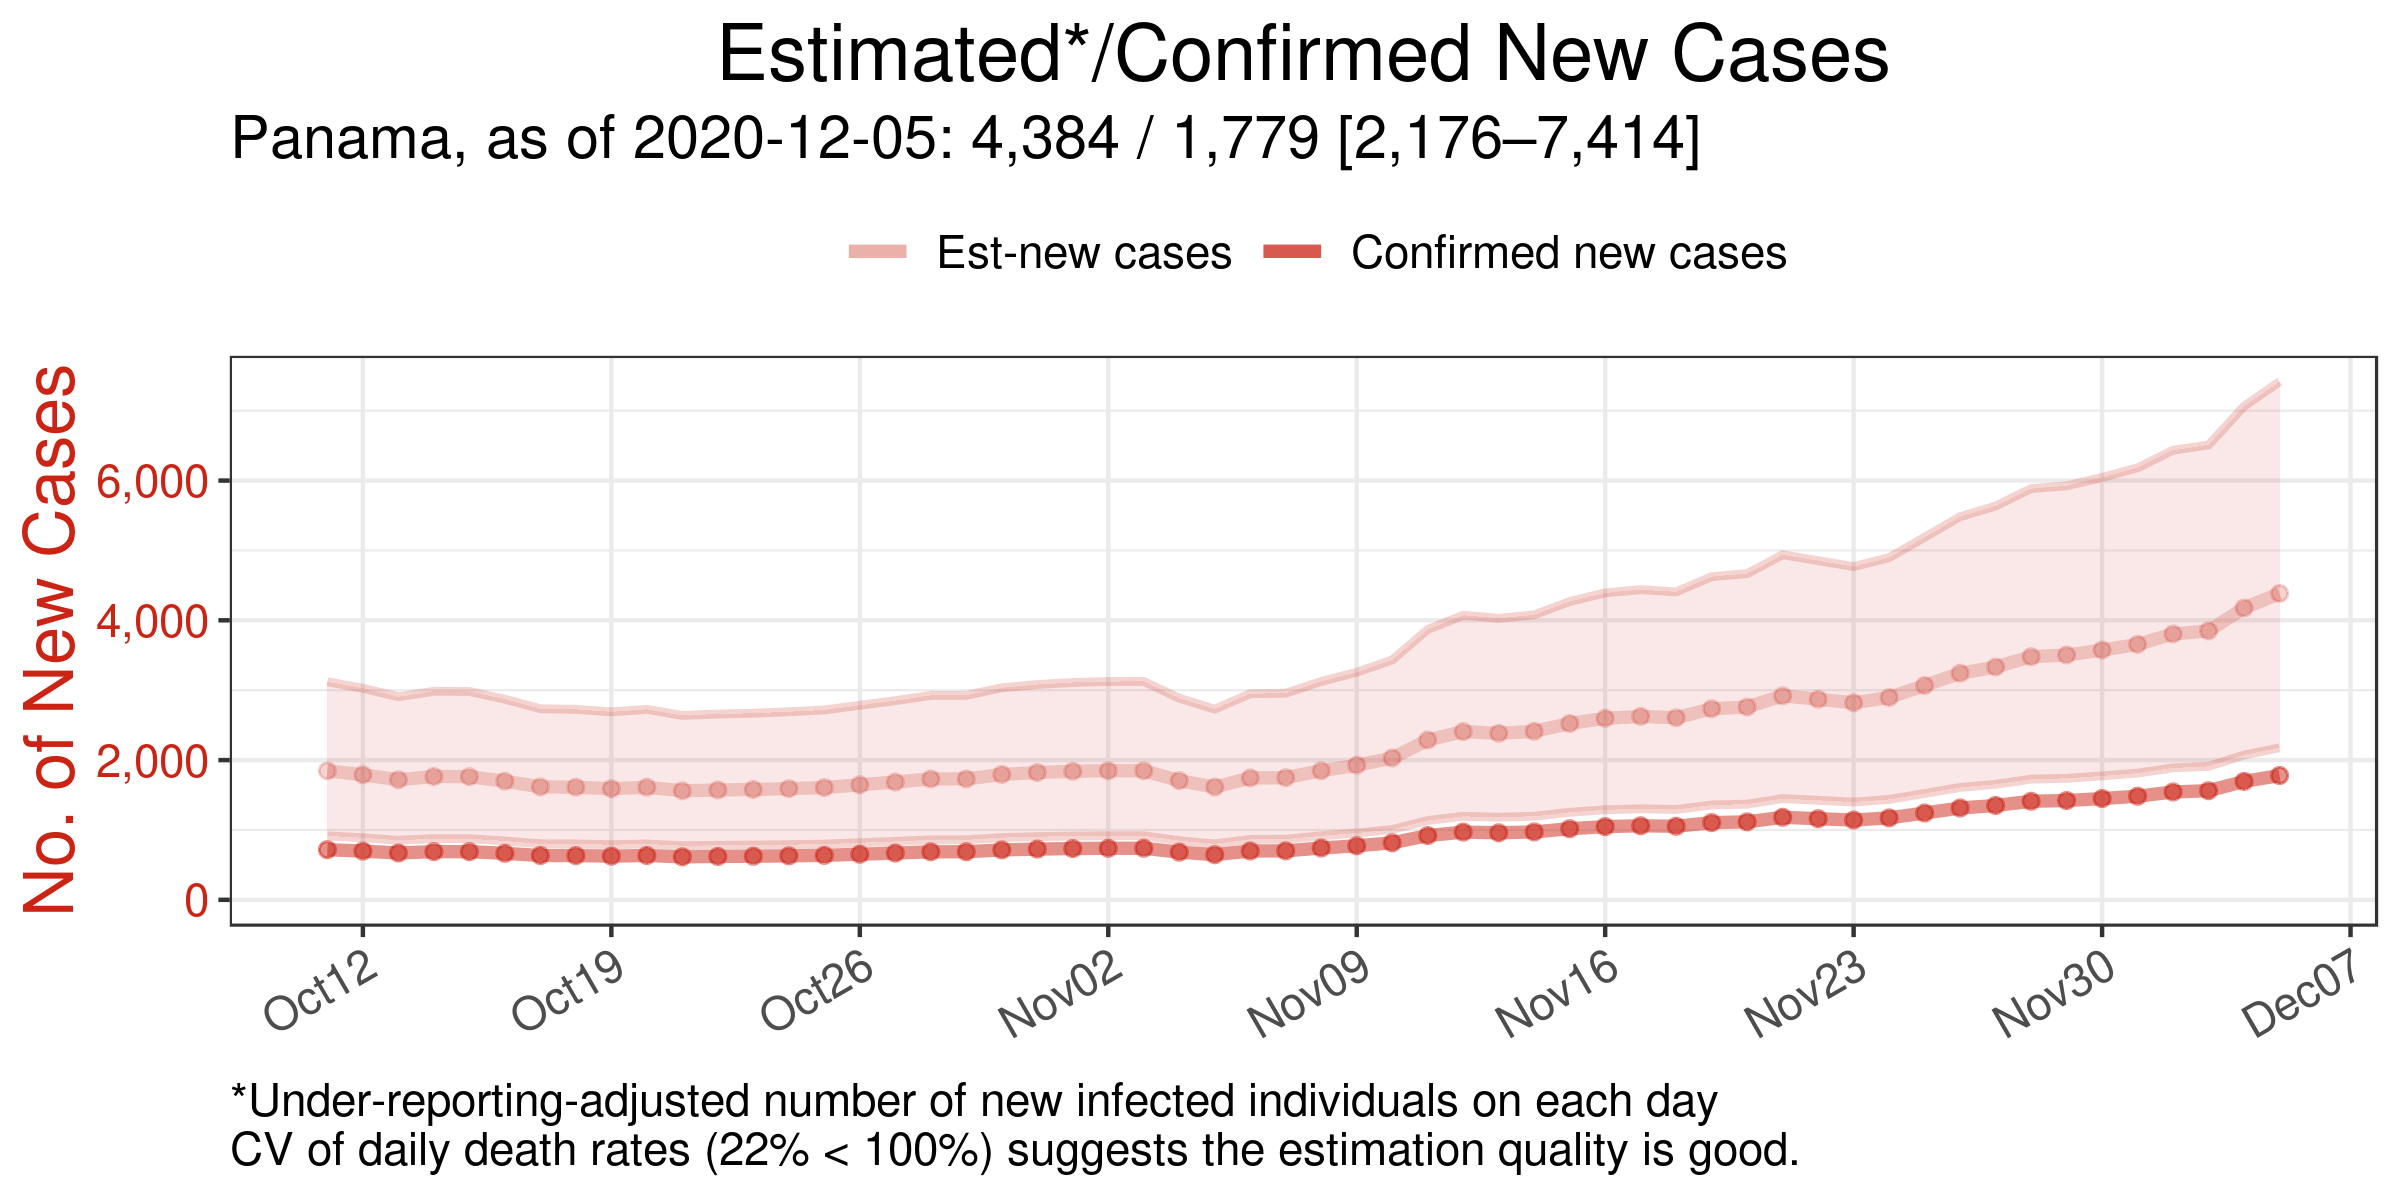 Estimated*/Confirmed New Cases
Panama, as of 2020-12-05: 4,384 / 1,779 [2,176–7,414]
Est-new cases
Confirmed new cases
No. of New Cases
6,000
4,000
2,000
0
Oct12
Oct19
Oct26
Nov02
Nov09
Nov16
Nov23
Nov30
Dec07
*Under-reporting-adjusted number of new infected individuals on each day
CV of daily death rates (22% < 100%) suggests the estimation quality is good.